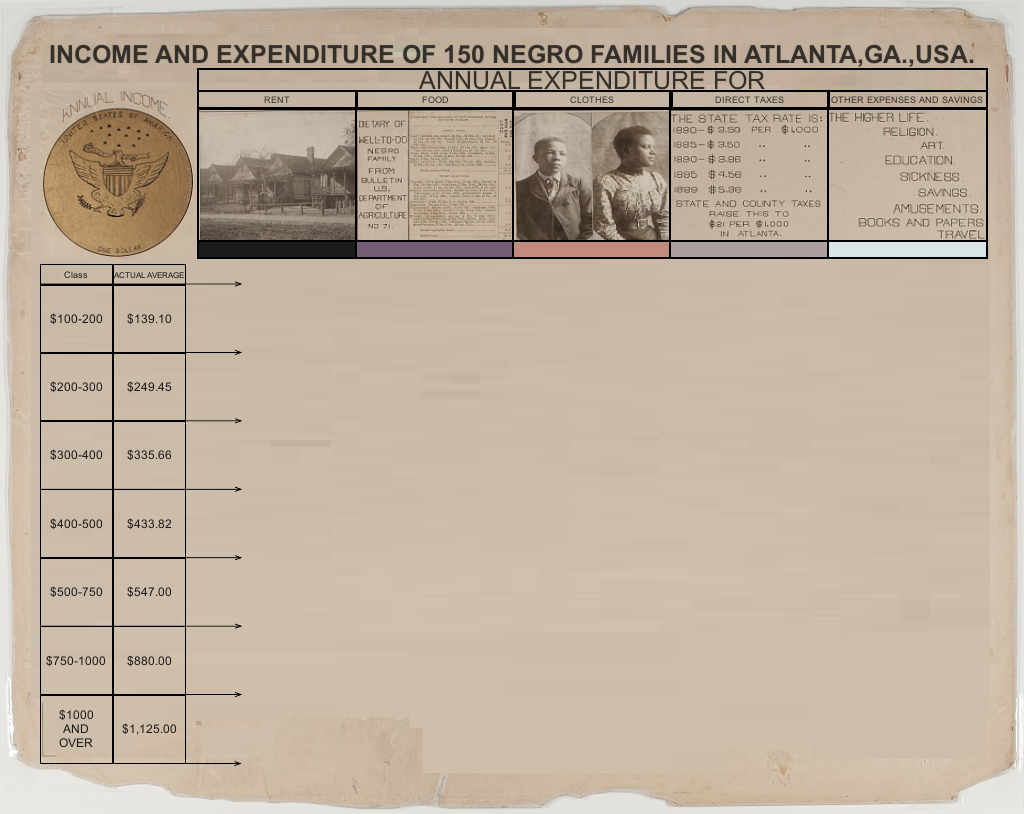 INCOME AND EXPENDITURE OF 150 NEGRO FAMILIES IN ATLANTA,GA.,USA.
ANNUAL EXPENDITURE FOR
ANNUAL INCOME
UNITED STATES OF AMERICA
ONE DOLLAR
RENT
FOOD
CLOTHES
DIRECT TAXES
OTHER EXPENSES AND SAVINGS
DIETARY OF
WELL-TO-DO
NEGRO
FAMILY
FROM
BULLETIN
U.S.
DEPARTMENT
OF
AGRICULTURE
NO 71.
THE STATE TAX RATE IS:
1880-$ 3.50 PER $1,000
1885-$ 3.50 " "
1890-$ 3.96 " "
1895 $ 4.56 " "
1899 $ 5.36 " "
STATE AND COUNTY TAXES
RAISE THIS TO
$21 PER $1.000
IN ATLANTA.
THE HIGHER LIFE.
RELIGION.
ART.
EDUCATION.
SICKNESS.
SAVINGS.
AMUSEMENTS.
BOOKS AND PAPERS
TRAVEL
Class ACTUAL AVERAGE
$100-200 $139.10
$200-300 $249.45
$300-400 $335.66
$400-500 $433.82
$500-750 $547.00
$750-1000 $880.00
$1000
AND
OVER
$1,125.00